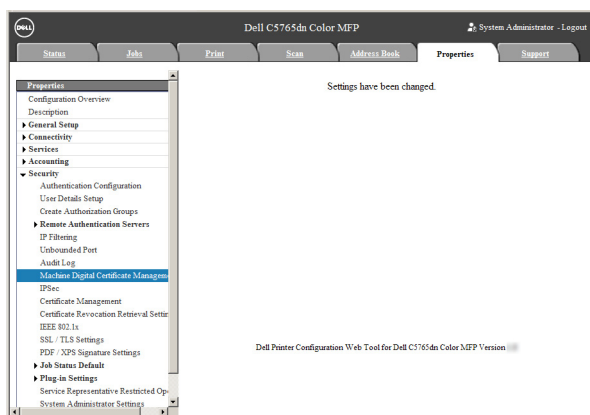 DELL
Dell C5765dn Color MFP
System Administrator - Logout
Status
Jobs
Print
Scan
Address Book
Properties
Support
Properties
Configuration Overview
Description
General Setup
Connectivity
Services
Accounting
Security
Authentication Configuration
User Details Setup
Create Authorization Groups
Remote Authentication Servers
IP Filtering
Unbounded Port
Audit Log
Machine Digital Certificate Managem
IPSec
Certificate Management
Certificate Revocation Retrieval Settin
IEEE 802.1x
SSL / TLS Settings
PDF / XPS Signature Settings
Job Status Default
Plug-in Settings
Service Representative Restricted Op
System Administrator Settings
Settings have been changed.
Dell Printer Configuration Web Tool for Dell C5765dn Color MFP Version